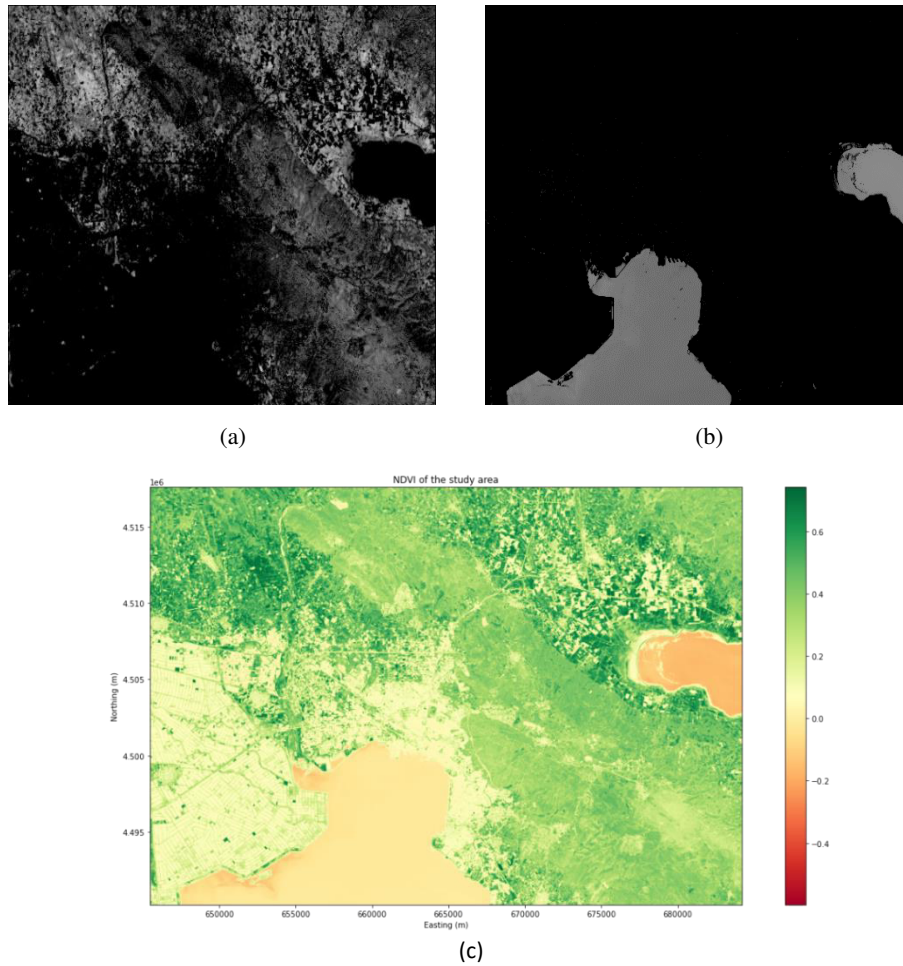 (a)
(b)
NDVI of the study area
1e6
4.515
4.510
4.505
4.500
4.495
Northing (m)
650000 655000 660000 665000 670000 675000 680000
Easting (m)
0.6
0.4
0.2
0.0
−0.2
−0.4
(c)